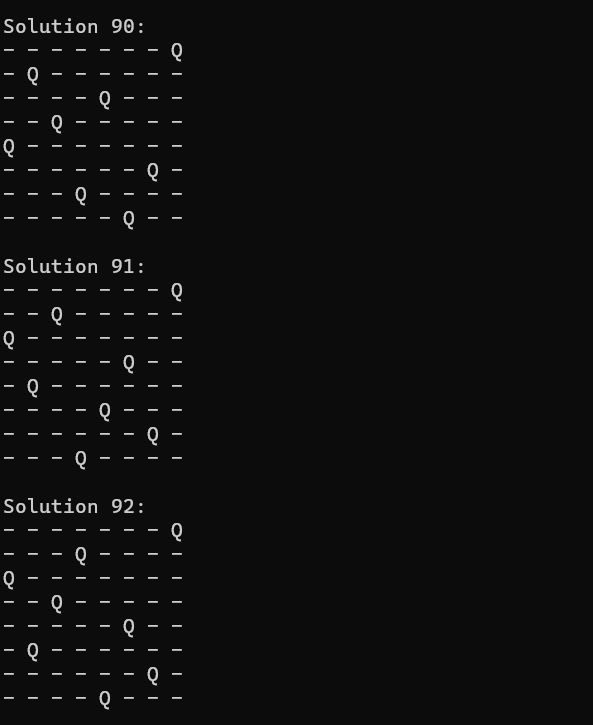 Solution 90:
- - - - - - - Q
- Q - - - - - -
- - - - Q - - -
- - Q - - - - -
Q - - - - - - -
- - - - - - Q -
- - - Q - - - -
- - - - - Q - -
Solution 91:
- - - - - - - Q
- - Q - - - - -
Q - - - - - - -
- - - - - Q - -
- Q - - - - - -
- - - - Q - - -
- - - - - - Q -
- - - Q - - - -
Solution 92:
- - - - - - - Q
- - - Q - - - -
Q - - - - - - -
- - Q - - - - -
- - - - - Q - -
- Q - - - - - -
- - - - - - Q -
- - - - Q - - -